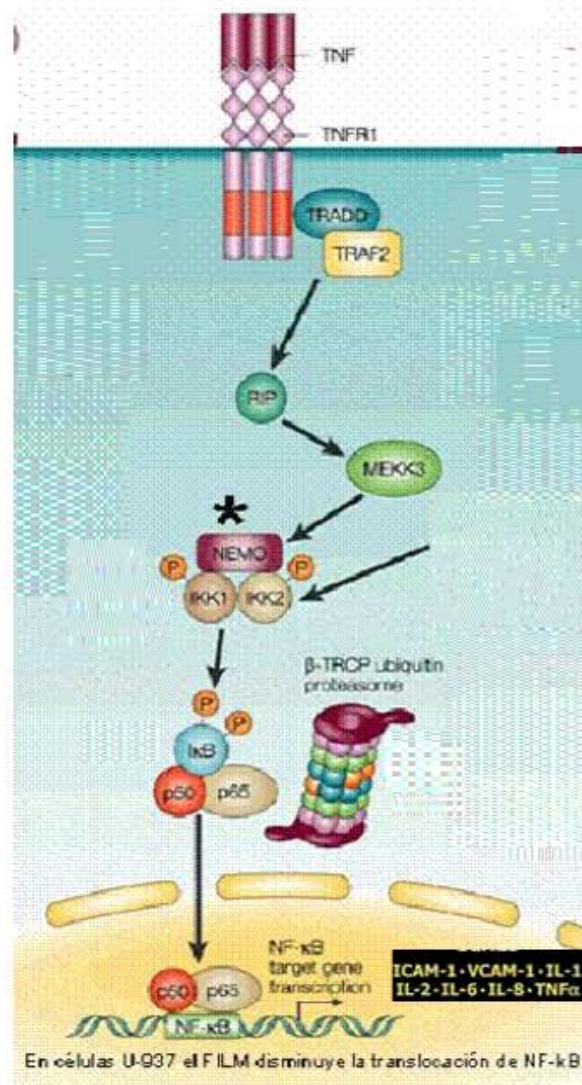 TNF
TNFR1
TRADD
TRAF2
RIP
MEKK3
*
NEMO
P
P
IKK1
IKK2
β-TRCP ubiquitin
proteasome
P
P
IκB
p50
p65
NF-κB
target gene
transcription
ICAM-1·VCAM-1·IL-1
IL-2·IL-6·IL-8·TNFα
p50
p65
NF-κB
En células U-937 el FILM disminuye la translocación de NF-kB